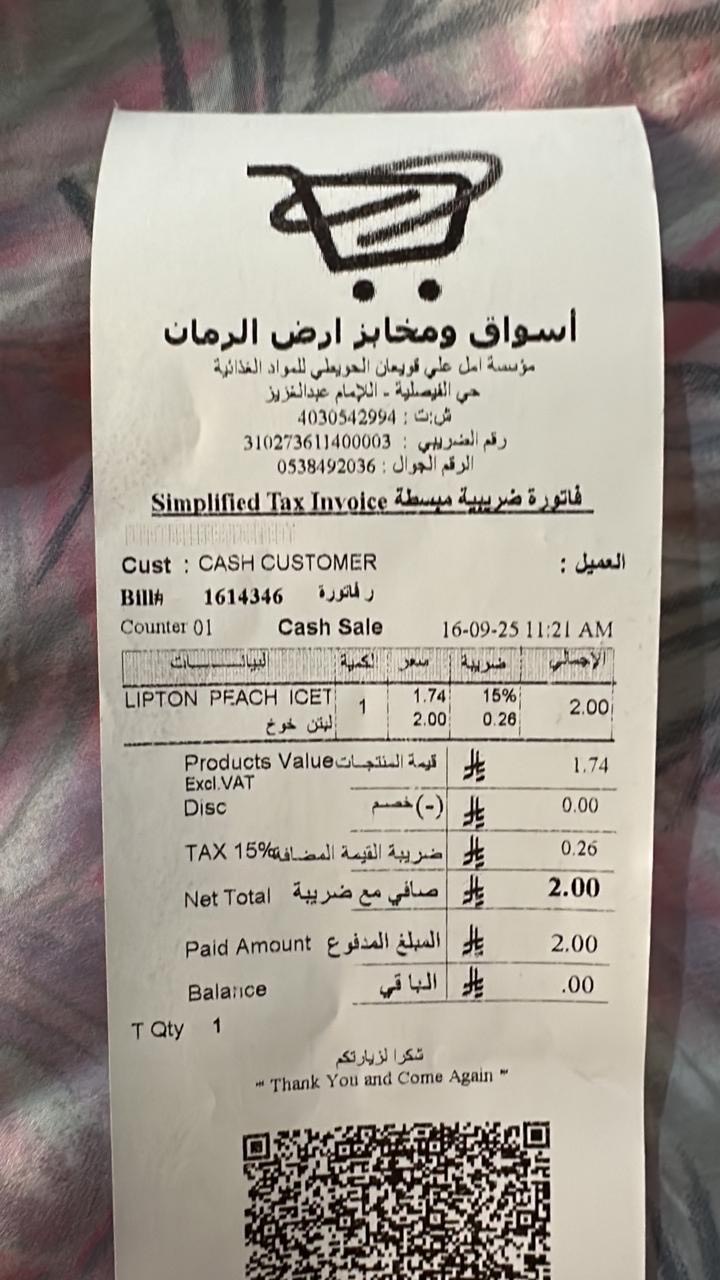 أسواق ومخابز ارض الرمان
مؤسسة امل علي قويعان الحويطي للمواد الغذائية
حي الفيصلية - اللإمام عبدالعزيز
ش:ت : 4030542994
رقم الضريبي : 310273611400003
الرقم الجوال : 0538492036
Simplified Tax Invoice فاتورة ضريبية مبسطة
Cust : CASH CUSTOMER العميل :
Bill# 1614346 ر فاتورة
Counter 01 Cash Sale 16-09-25 11:21 AM
البيانات الكمية سعر ضريبة الإجمالي
LIPTON PEACH ICET 1 1.74 15% 2.00
ليتن خوخ 2.00 0.26
Products Value قيمة المنتجات 1.74
Excl.VAT
Disc خصم (-) 0.00
TAX 15% ضريبة القيمة المضافة 0.26
Net Total صافي مع ضريبة 2.00
Paid Amount المبلغ المدفوع 2.00
Balance الباقي .00
T Qty 1
شكرا لزيارتكم
" Thank You and Come Again "